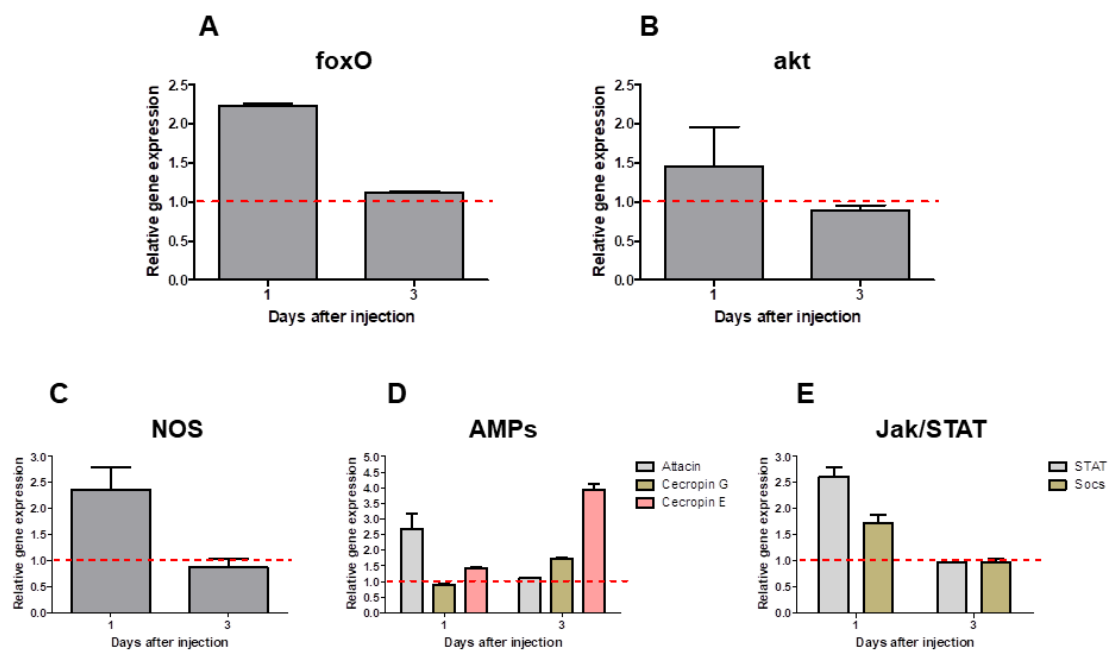 A
foxO
Relative gene expression
2.5
2.0
1.5
1.0
0.5
0.0
1
3
Days after injection
B
akt
Relative gene expression
2.5
2.0
1.5
1.0
0.5
0.0
1
3
Days after injection
C
NOS
Relative gene expression
3.0
2.5
2.0
1.5
1.0
0.5
0.0
1
3
Days after injection
D
AMPs
Relative gene expression
5.0
4.5
4.0
3.5
3.0
2.5
2.0
1.5
1.0
0.5
0.0
1
3
Days after injection
Attacin
Cecropin G
Cecropin E
E
Jak/STAT
Relative gene expression
3.0
2.5
2.0
1.5
1.0
0.5
0.0
1
3
Days after injection
STAT
Socs